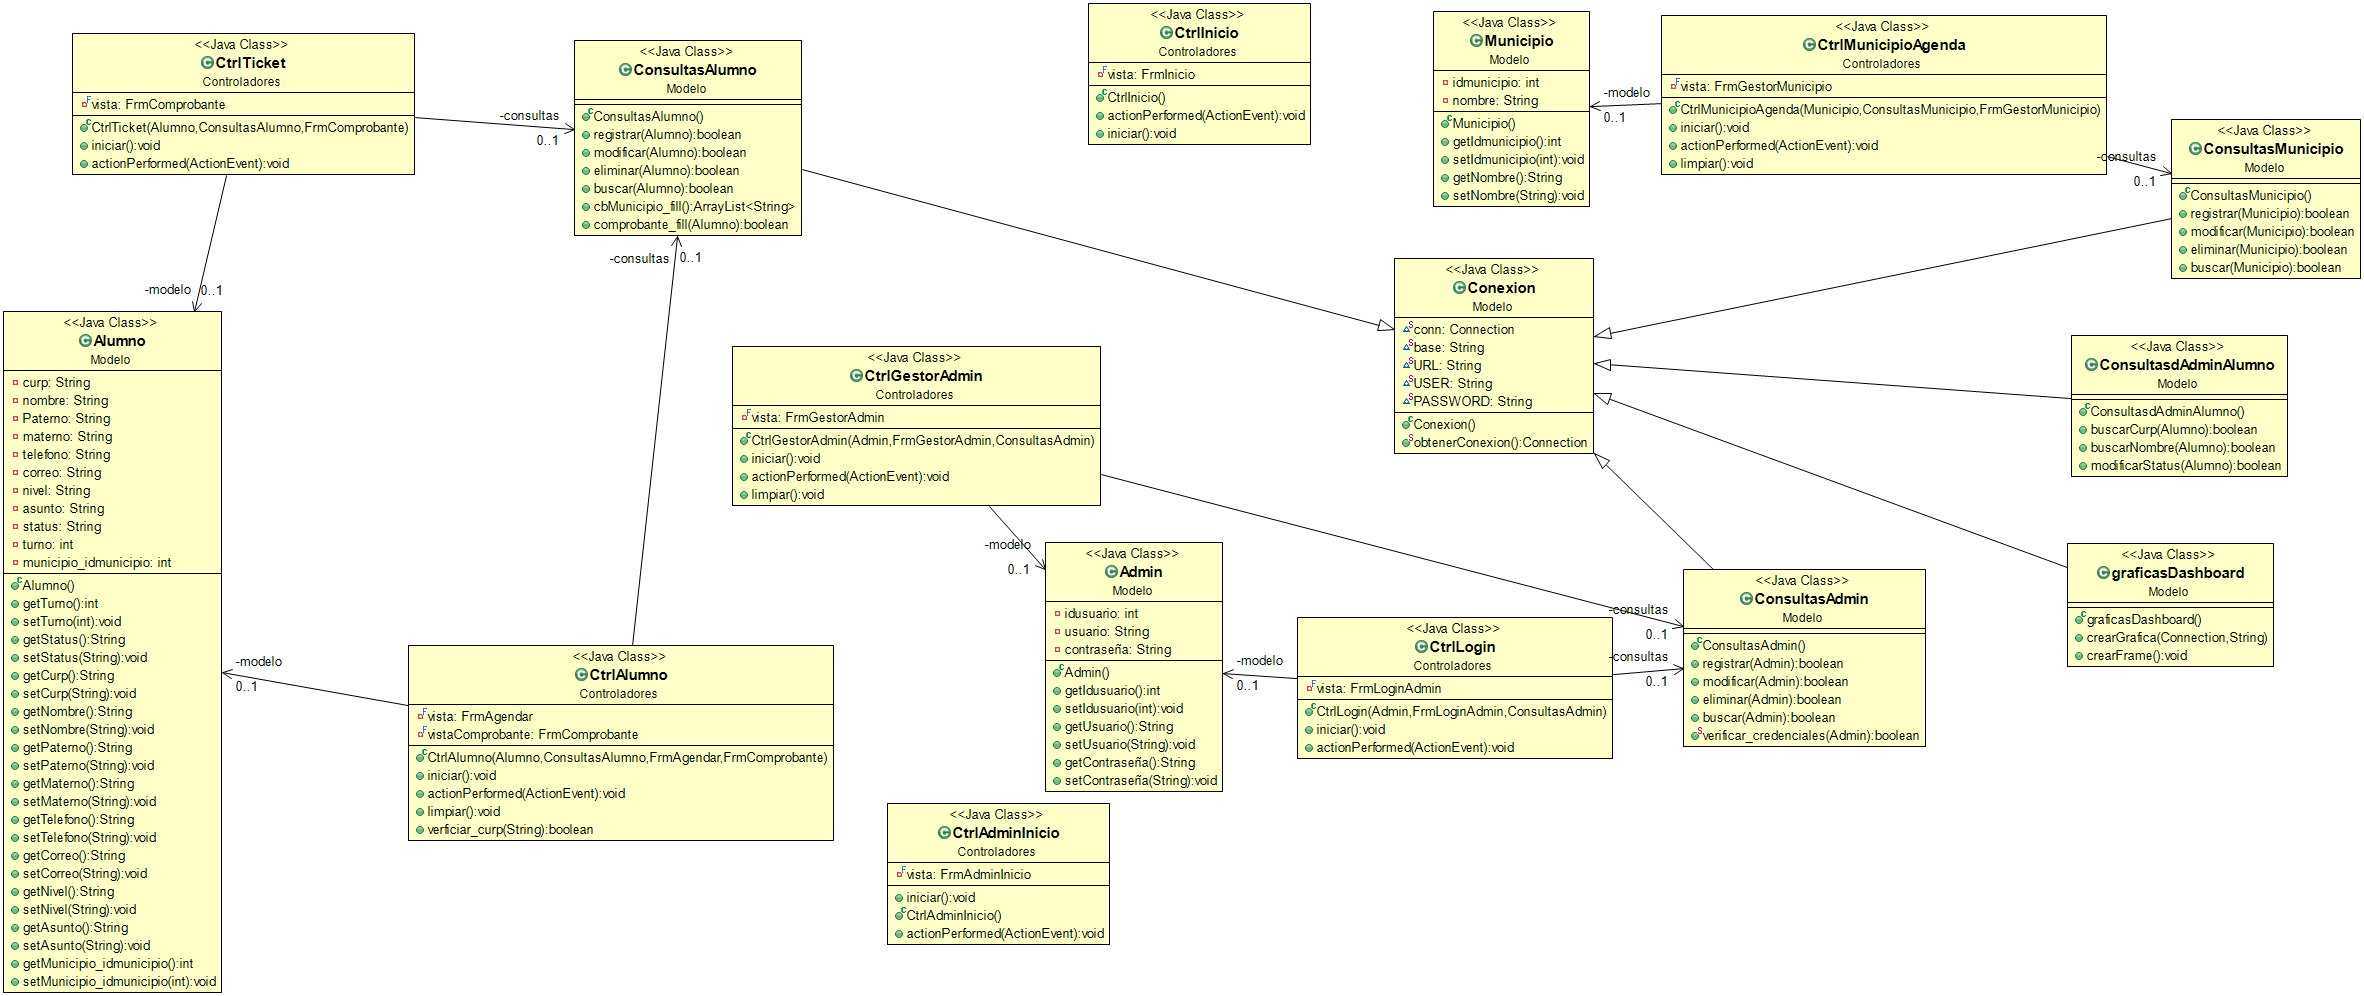 <<Java Class>>
CtrlTicket
Controladores
vista: FrmComprobante
CtrlTicket(Alumno,ConsultasAlumno,FrmComprobante)
iniciar():void
actionPerformed(ActionEvent):void
-consultas
0..1
-modelo
0..1
<<Java Class>>
ConsultasAlumno
Modelo
ConsultasAlumno()
registrar(Alumno):boolean
modificar(Alumno):boolean
eliminar(Alumno):boolean
buscar(Alumno):boolean
cbMunicipio_fill():ArrayList<String>
comprobante_fill(Alumno):boolean
-consultas
0..1
<<Java Class>>
CtrlInicio
Controladores
vista: FrmInicio
CtrlInicio()
actionPerformed(ActionEvent):void
iniciar():void
<<Java Class>>
Municipio
Modelo
idmunicipio: int
nombre: String
Municipio()
getIdmunicipio():int
setIdmunicipio(int):void
getNombre():String
setNombre(String):void
-modelo
0..1
<<Java Class>>
CtrlMunicipioAgenda
Controladores
vista: FrmGestorMunicipio
CtrlMunicipioAgenda(Municipio,ConsultasMunicipio,FrmGestorMunicipio)
iniciar():void
actionPerformed(ActionEvent):void
limpiar():void
-consultas
0..1
<<Java Class>>
ConsultasMunicipio
Modelo
ConsultasMunicipio()
registrar(Municipio):boolean
modificar(Municipio):boolean
eliminar(Municipio):boolean
buscar(Municipio):boolean
<<Java Class>>
Conexion
Modelo
conn: Connection
base: String
URL: String
USER: String
PASSWORD: String
Conexion()
obtenerConexion():Connection
<<Java Class>>
Alumno
Modelo
curp: String
nombre: String
Paterno: String
materno: String
telefono: String
correo: String
nivel: String
asunto: String
status: String
turno: int
municipio_idmunicipio: int
Alumno()
getTurno():int
setTurno(int):void
getStatus():String
setStatus(String):void
getCurp():String
setCurp(String):void
getNombre():String
setNombre(String):void
getPaterno():String
setPaterno(String):void
getMaterno():String
setMaterno(String):void
getTelefono():String
setTelefono(String):void
getCorreo():String
setCorreo(String):void
getNivel():String
setNivel(String):void
getAsunto():String
setAsunto(String):void
getMunicipio_idmunicipio():int
setMunicipio_idmunicipio(int):void
-modelo
0..1
<<Java Class>>
CtrlAlumno
Controladores
vista: FrmAgendar
vistaComprobante: FrmComprobante
CtrlAlumno(Alumno,ConsultasAlumno,FrmAgendar,FrmComprobante)
iniciar():void
actionPerformed(ActionEvent):void
limpiar():void
verficiar_curp(String):boolean
<<Java Class>>
CtrlGestorAdmin
Controladores
vista: FrmGestorAdmin
CtrlGestorAdmin(Admin,FrmGestorAdmin,ConsultasAdmin)
iniciar():void
actionPerformed(ActionEvent):void
limpiar():void
-modelo
0..1
<<Java Class>>
Admin
Modelo
idusuario: int
usuario: String
contraseña: String
Admin()
getIdusuario():int
setIdusuario(int):void
getUsuario():String
setUsuario(String):void
getContraseña():String
setContraseña(String):void
-modelo
0..1
<<Java Class>>
CtrlLogin
Controladores
vista: FrmLoginAdmin
CtrlLogin(Admin,FrmLoginAdmin,ConsultasAdmin)
iniciar():void
actionPerformed(ActionEvent):void
-consultas
0..1
-consultas
0..1
<<Java Class>>
ConsultasAdmin
Modelo
ConsultasAdmin()
registrar(Admin):boolean
modificar(Admin):boolean
eliminar(Admin):boolean
buscar(Admin):boolean
verificar_credenciales(Admin):boolean
<<Java Class>>
ConsultasdAdminAlumno
Modelo
ConsultasdAdminAlumno()
buscarCurp(Alumno):boolean
buscarNombre(Alumno):boolean
modificarStatus(Alumno):boolean
<<Java Class>>
graficasDashboard
Modelo
graficasDashboard()
crearGrafica(Connection,String)
crearFrame():void
<<Java Class>>
CtrlAdminInicio
Controladores
vista: FrmAdminInicio
iniciar():void
CtrlAdminInicio()
actionPerformed(ActionEvent):void